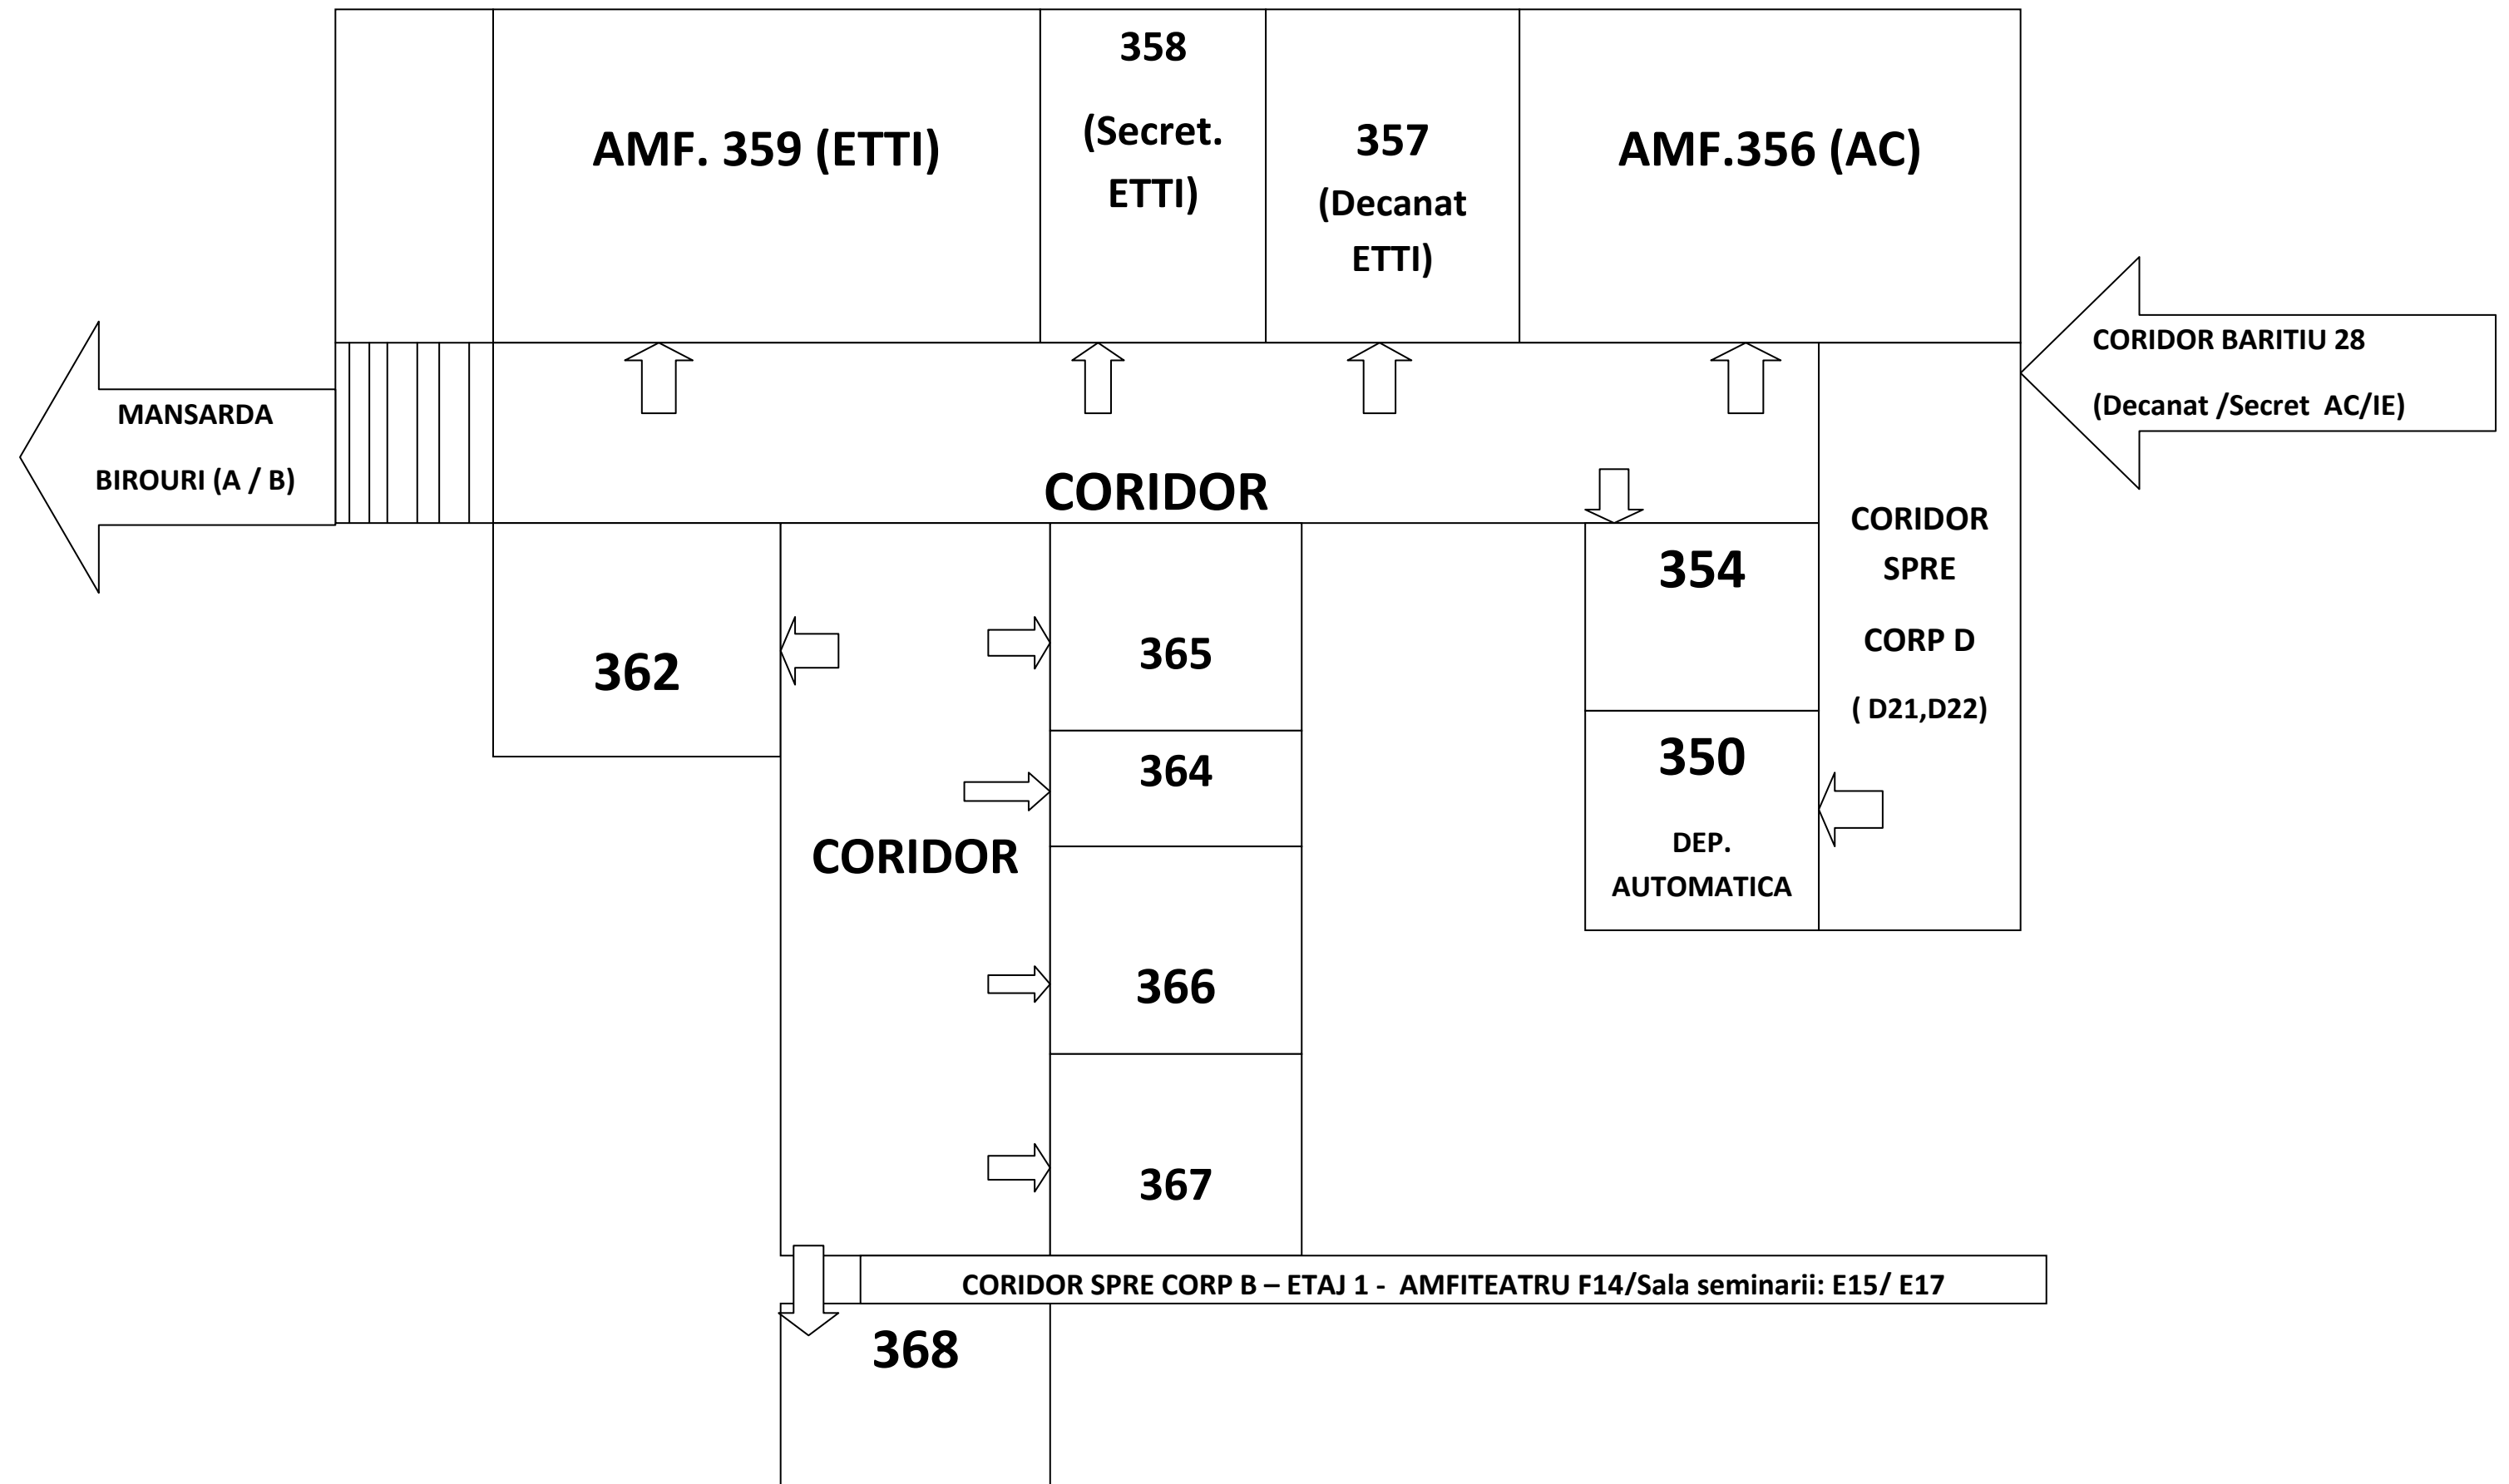 AMF. 359 (ETTI)
358
(Secret.
ETTI)
357
(Decanat
ETTI)
AMF.356 (AC)
CORIDOR BARITIU 28
(Decanat /Secret  AC/IE)
MANSARDA
BIROURI (A / B)
CORIDOR
CORIDOR
SPRE
CORP D
( D21,D22)
354
350
DEP.
AUTOMATICA
362
365
364
CORIDOR
366
367
CORIDOR SPRE CORP B – ETAJ 1 -  AMFITEATRU F14/Sala seminarii: E15/ E17
368